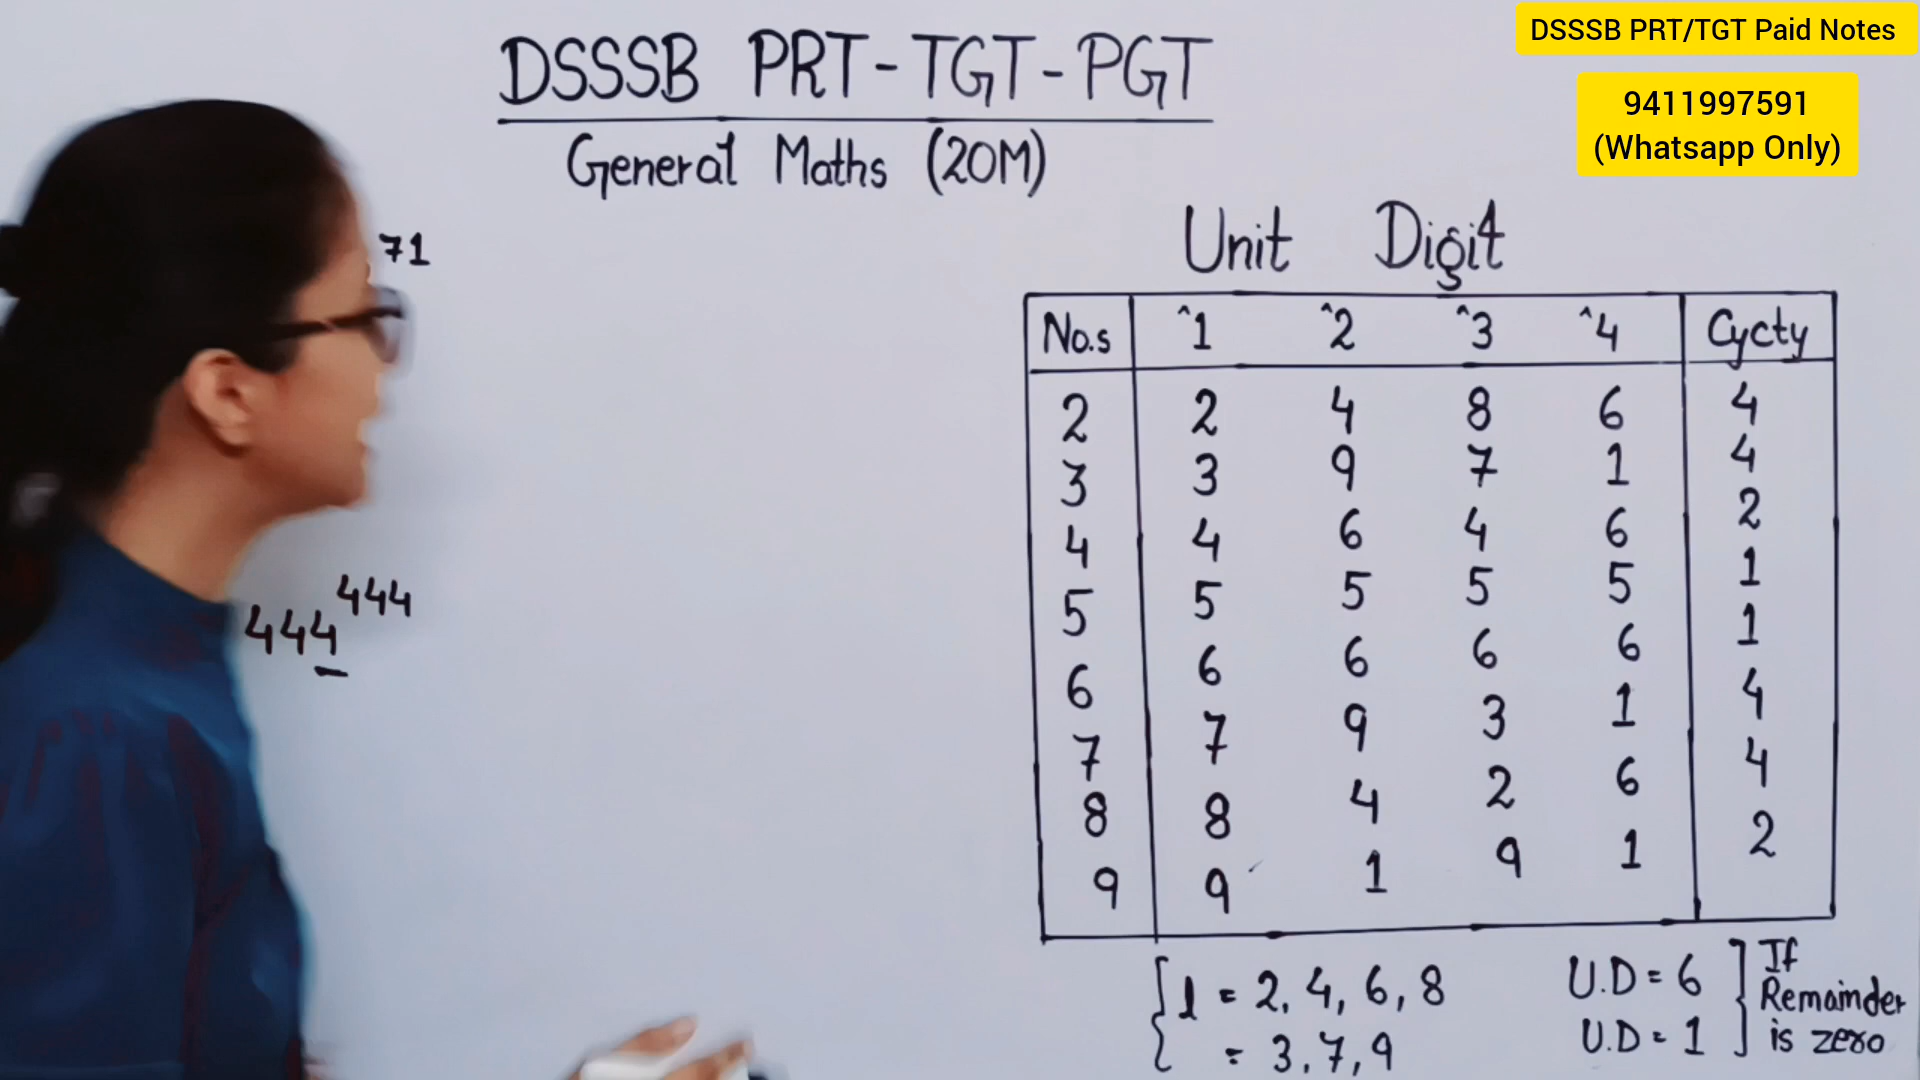 DSSSB PRT/TGT Paid Notes
9411997591
(Whatsapp Only)
DSSSB PRT-TGT-PGT
General Maths (20M)
71
444^444
Unit Digit
No.s ^1 ^2 ^3 ^4 Cycty
2 2 4 8 6 4
3 3 9 7 1 4
4 4 6 4 6 2
5 5 5 5 5 1
6 6 6 6 6 1
7 7 9 3 1 4
8 8 4 2 6 4
9 9 1 9 1 2
= 2, 4, 6, 8 U.D = 6
= 3, 7, 9 U.D = 1
If
Remainder
is zero